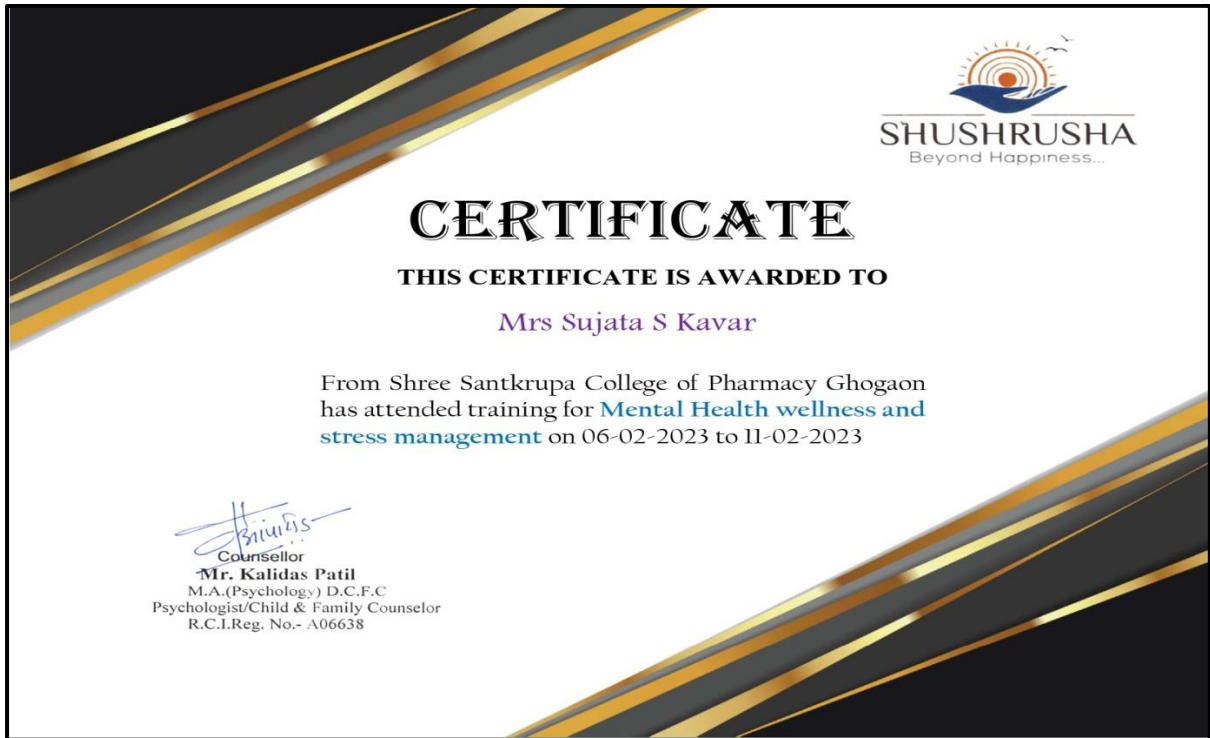 SHUSHRUSHA
Beyond Happiness...
CERTIFICATE
THIS CERTIFICATE IS AWARDED TO
Mrs Sujata S Kavar
From Shree Santkrupa College of Pharmacy Ghogaon
has attended training for Mental Health wellness and
stress management on 06-02-2023 to 11-02-2023
Counsellor
Mr. Kalidas Patil
M.A.(Psychology) D.C.F.C
Psychologist/Child & Family Counselor
R.C.I.Reg. No.- A06638